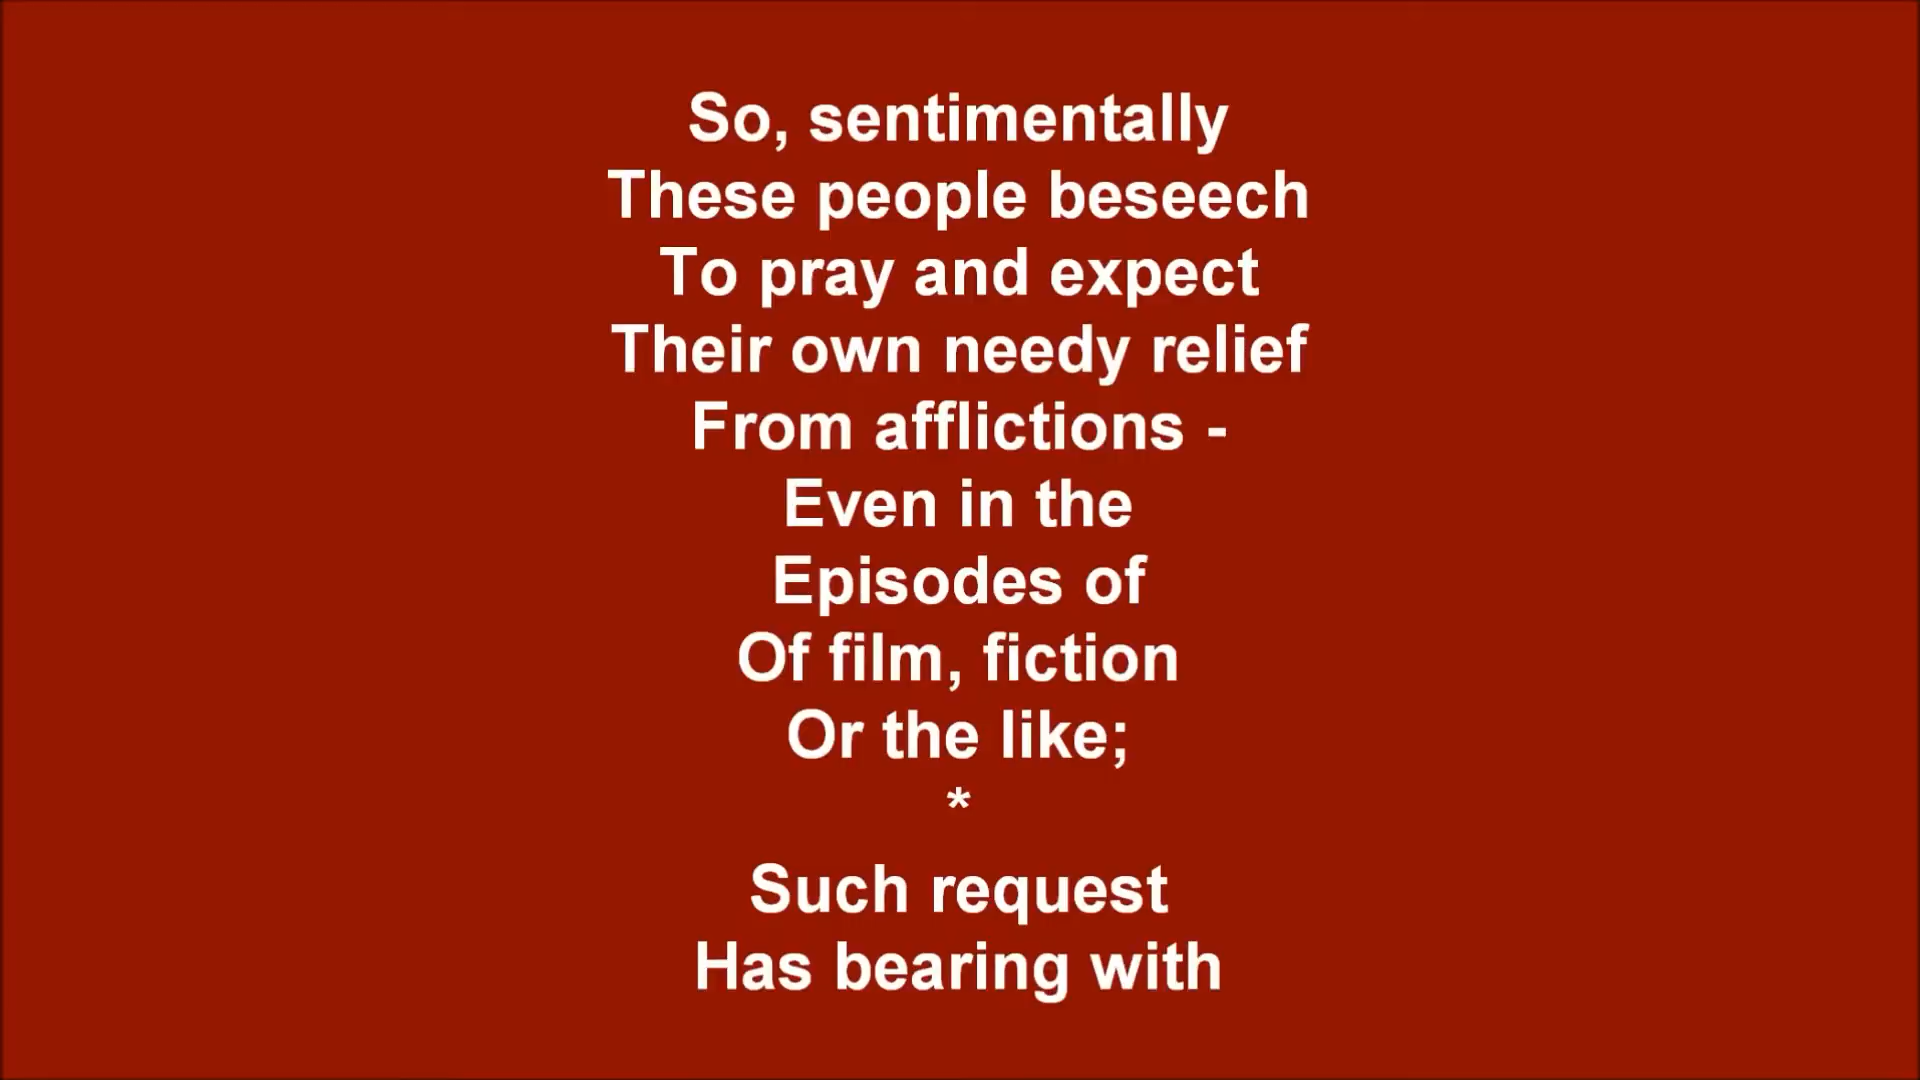 So, sentimentally
These people beseech
To pray and expect
Their own needy relief
From afflictions -
Even in the
Episodes of
Of film, fiction
Or the like;
*
Such request
Has bearing with